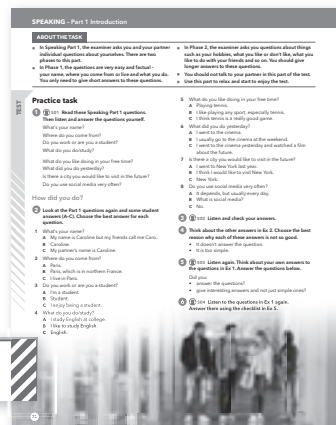 SPEAKING – Part 1 Introduction
ABOUT THE TASK
• In Speaking Part 1, the examiner asks you and your partner
individual questions about yourselves. There are two
phases to this part.
• In Phase 1, the questions are very easy and factual –
your name, where you come from or live and what you do.
You only need to give short answers to these questions.
• In Phase 2, the examiner asks you questions about things
such as your hobbies, what you like or don't like, what you
like to do with your friends and so on. You should give
longer answers to these questions.
• You should not talk to your partner in this part of the test.
• Use this part to relax and start to enjoy the test.
TEST
Practice task
1 S01 Read these Speaking Part 1 questions.
Then listen and answer the questions yourself.
What's your name?
Where do you come from?
Do you work or are you a student?
What do you do/study?
What do you like doing in your free time?
What did you do yesterday?
Is there a city you would like to visit in the future?
Do you use social media very often?
How did you do?
2 Look at the Part 1 questions again and some student
answers (A–C). Choose the best answer for each
question.
1 What's your name?
A My name is Caroline but my friends call me Caro.
B Caroline.
C My partner's name is Caroline.
2 Where do you come from?
A Paris.
B Paris, which is in northern France.
C I live in Paris.
3 Do you work or are you a student?
A I'm a student.
B Student.
C I enjoy being a student.
4 What do you do/study?
A I study English at college.
B I like to study English.
C English.
5 What do you like doing in your free time?
A Playing tennis.
B I like playing any sport, especially tennis.
C I think tennis is a really good game.
6 What did you do yesterday?
A I went to the cinema.
B I usually go to the cinema at the weekend.
C I went to the cinema yesterday and watched a film
about the future.
7 Is there a city you would like to visit in the future?
A I went to New York last year.
B I think I would like to visit New York.
C New York.
8 Do you use social media very often?
A It depends, but usually every day.
B What is social media?
C No.
3 S02 Listen and check your answers.
4 Think about the other answers in Ex 2. Choose the best
reason why each of these answers is not so good.
• It doesn't answer the question.
• It is too simple.
5 S03 Listen again. Think about your own answers to
the questions in Ex 1. Answer the questions below.
Did you:
• answer the questions?
• give interesting answers and not just simple ones?
6 S04 Listen to the questions in Ex 1 again.
Answer them using the checklist in Ex 5.